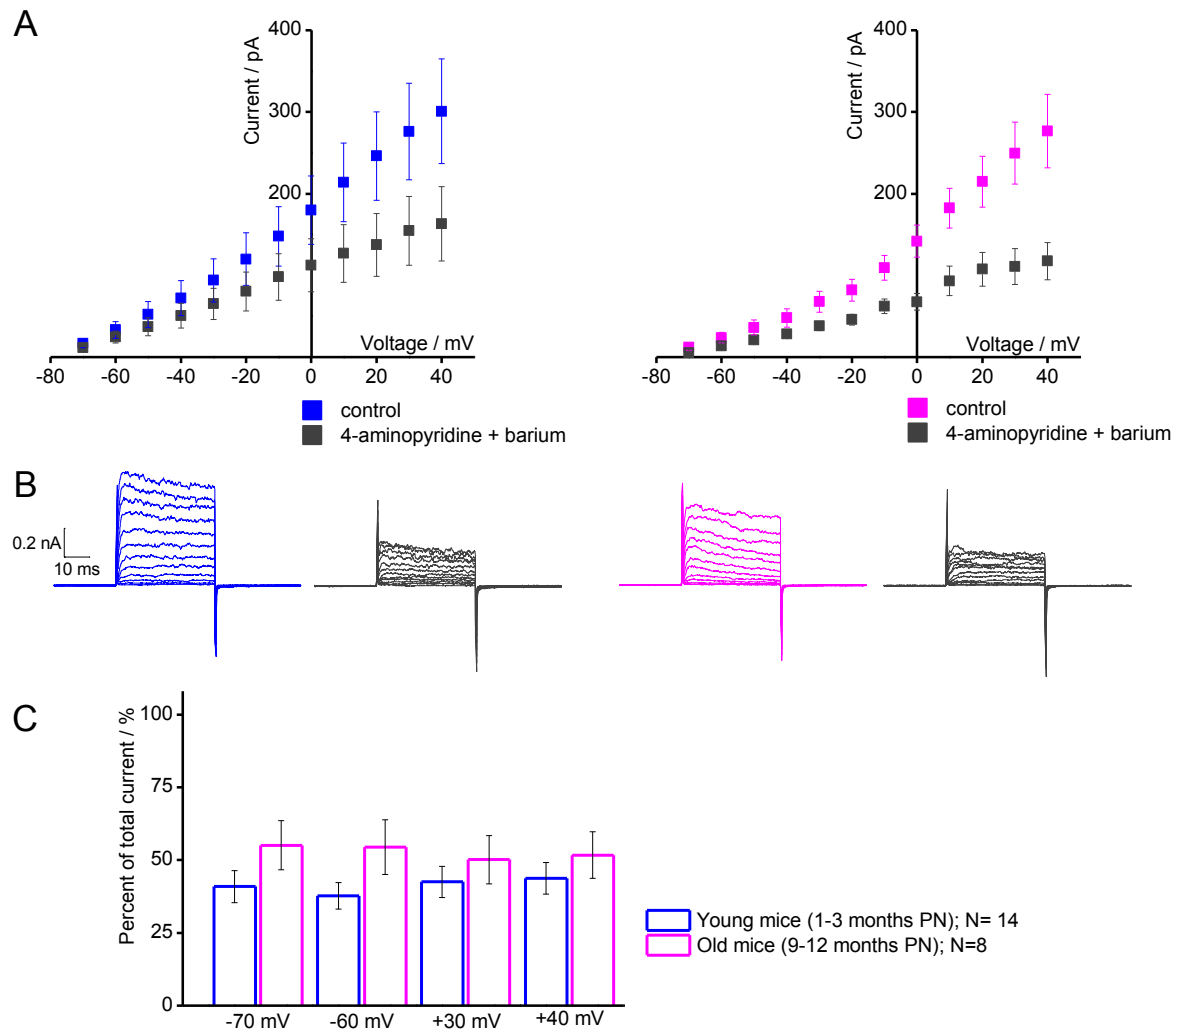 A
400
300
200
Current / pA
Voltage / mV
-80
-60
-40
-20
0
20
40
control
4-aminopyridine + barium
400
300
200
Current / pA
Voltage / mV
-80
-60
-40
-20
0
20
40
control
4-aminopyridine + barium
B
0.2 nA
10 ms
C
Percent of total current / %
100
75
50
25
0
-70 mV
-60 mV
+30 mV
+40 mV
Young mice (1-3 months PN); N= 14
Old mice (9-12 months PN); N=8